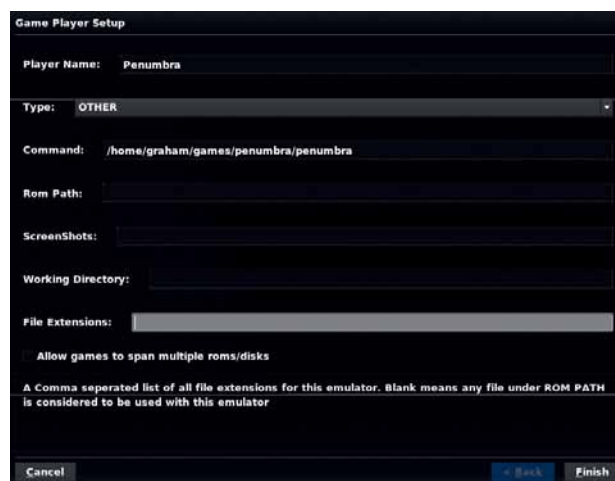 Game Player Setup
Player Name: Penumbra
Type: OTHER
Command: /home/graham/games/penumbra/penumbra
Rom Path:
ScreenShots:
Working Directory:
File Extensions:
Allow games to span multiple roms/disks
A Comma seperated list of all file extensions for this emulator. Blank means any file under ROM PATH
is considered to be used with this emulator
Cancel < Back Finish